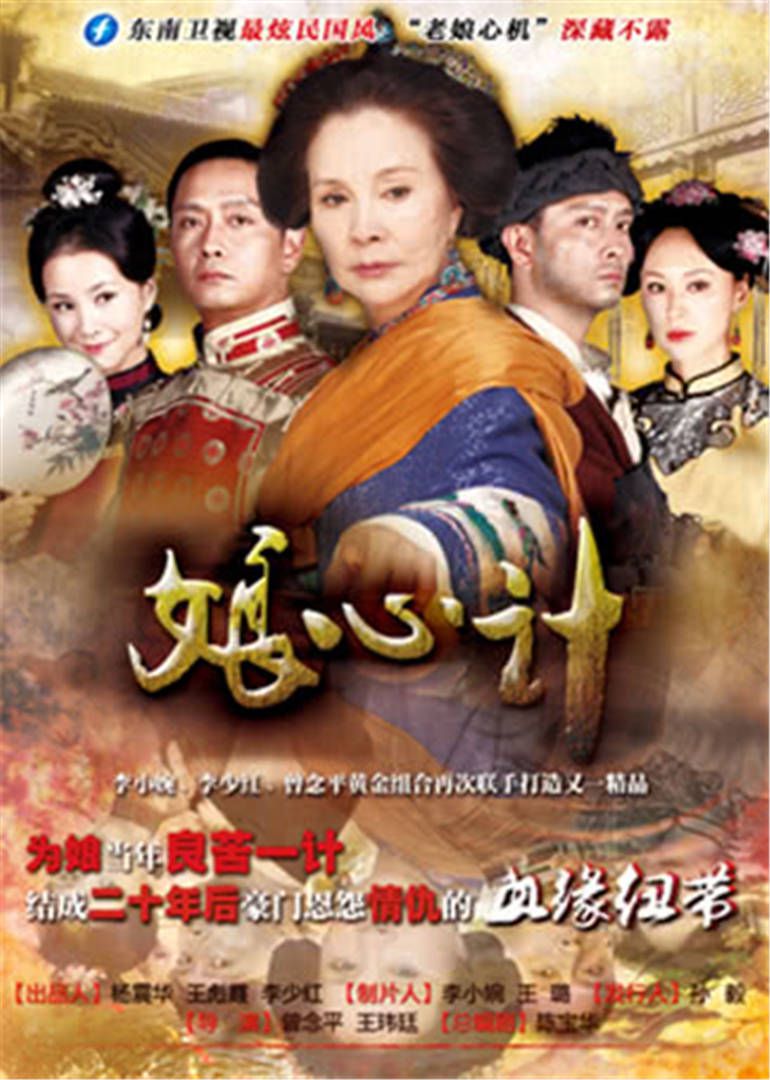 东南卫视最炫民国风，“老娘心机”深藏不露
娘心计
李小婉、李少红、曾念平黄金组合再次联手打造又一精品
为娘当年良苦一计
结成二十年后豪门恩怨情仇的 血缘纽带
【出品人】杨震华 王彪霞 李少红 【制片人】李小婉 王璐 【发行人】孙毅
【导 演】曾念平 王玮廷 【总编剧】陈宝华